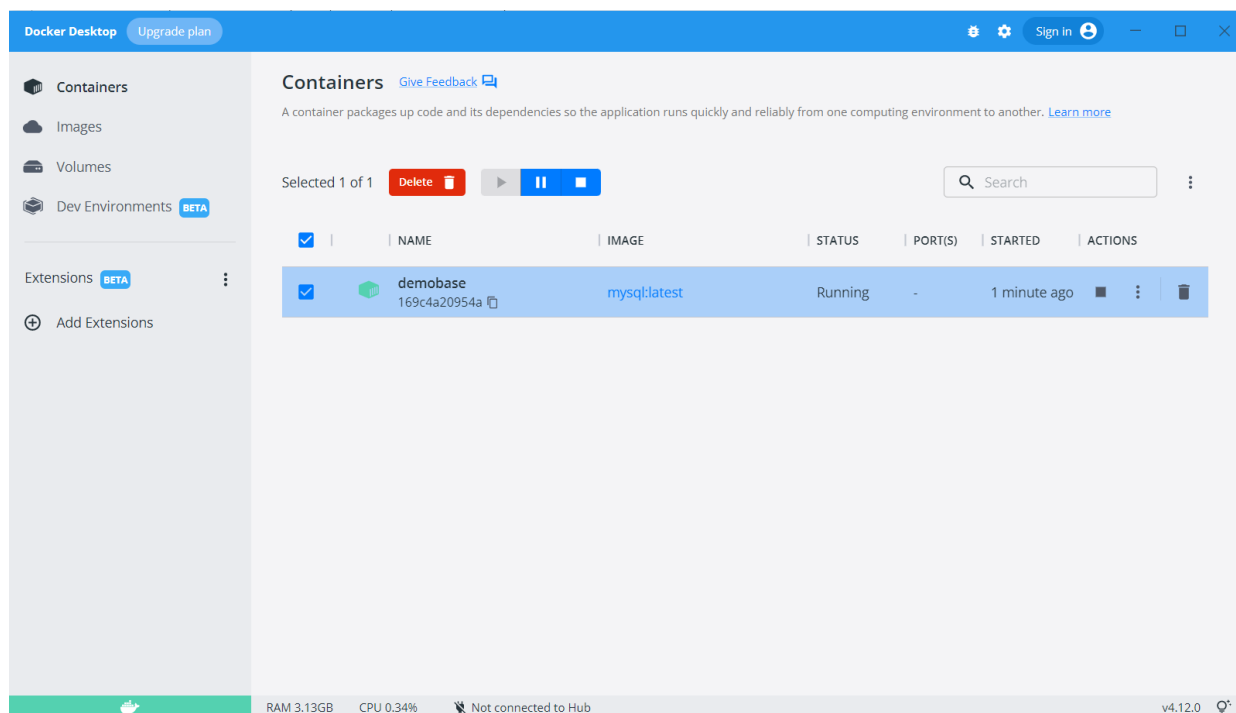 Docker Desktop Upgrade plan Sign in
Containers
Images
Volumes
Dev Environments BETA
Extensions BETA
Add Extensions
Containers Give Feedback
A container packages up code and its dependencies so the application runs quickly and reliably from one computing environment to another. Learn more
Selected 1 of 1 Delete Search
NAME IMAGE STATUS PORT(S) STARTED ACTIONS
demobase
169c4a20954a
mysql:latest Running - 1 minute ago
RAM 3.13GB CPU 0.34% Not connected to Hub v4.12.0